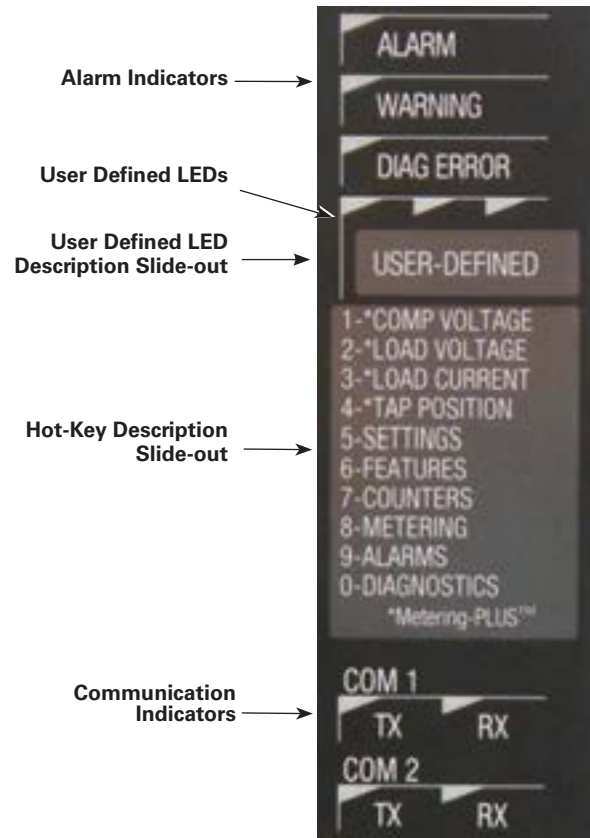 Alarm Indicators
ALARM
WARNING
DIAG ERROR
User Defined LEDs
User Defined LED
Description Slide-out
USER-DEFINED
Hot-Key Description
Slide-out
1-*COMP VOLTAGE
2-*LOAD VOLTAGE
3-*LOAD CURRENT
4-*TAP POSITION
5-SETTINGS
6-FEATURES
7-COUNTERS
8-METERING
9-ALARMS
0-DIAGNOSTICS
*Metering-PLUS™
Communication
Indicators
COM 1
TX RX
COM 2
TX RX